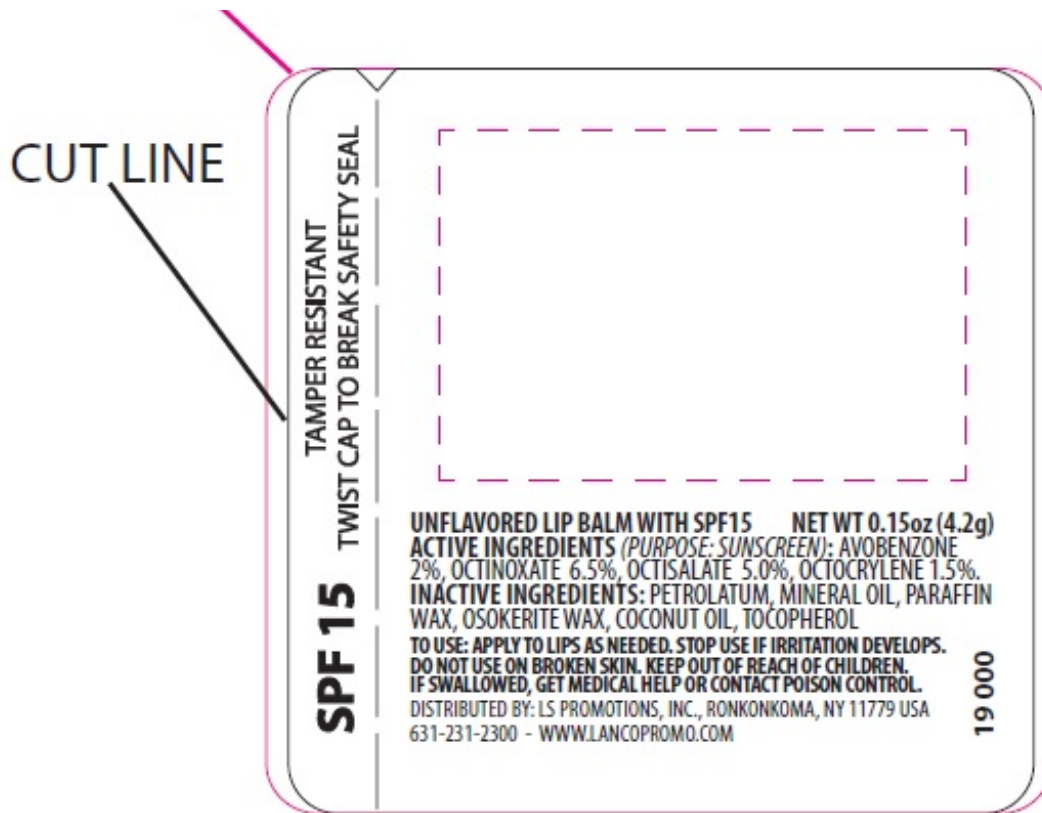 CUT LINE
TAMPER RESISTANT
TWIST CAP TO BREAK SAFETY SEAL
SPF 15
UNFLAVORED LIP BALM WITH SPF15 NET WT 0.15oz (4.2g)
ACTIVE INGREDIENTS (PURPOSE: SUNSCREEN): AVOBENZONE
2%, OCTINOXATE 6.5%, OCTISALATE 5.0%, OCTOCRYLENE 1.5%.
INACTIVE INGREDIENTS: PETROLATUM, MINERAL OIL, PARAFFIN
WAX, OSOKERITE WAX, COCONUT OIL, TOCOPHEROL
TO USE: APPLY TO LIPS AS NEEDED. STOP USE IF IRRITATION DEVELOPS.
DO NOT USE ON BROKEN SKIN. KEEP OUT OF REACH OF CHILDREN.
IF SWALLOWED, GET MEDICAL HELP OR CONTACT POISON CONTROL.
DISTRIBUTED BY: LS PROMOTIONS, INC., RONKONKOMA, NY 11779 USA
631-231-2300 - WWW.LANCOPROMO.COM
19 000